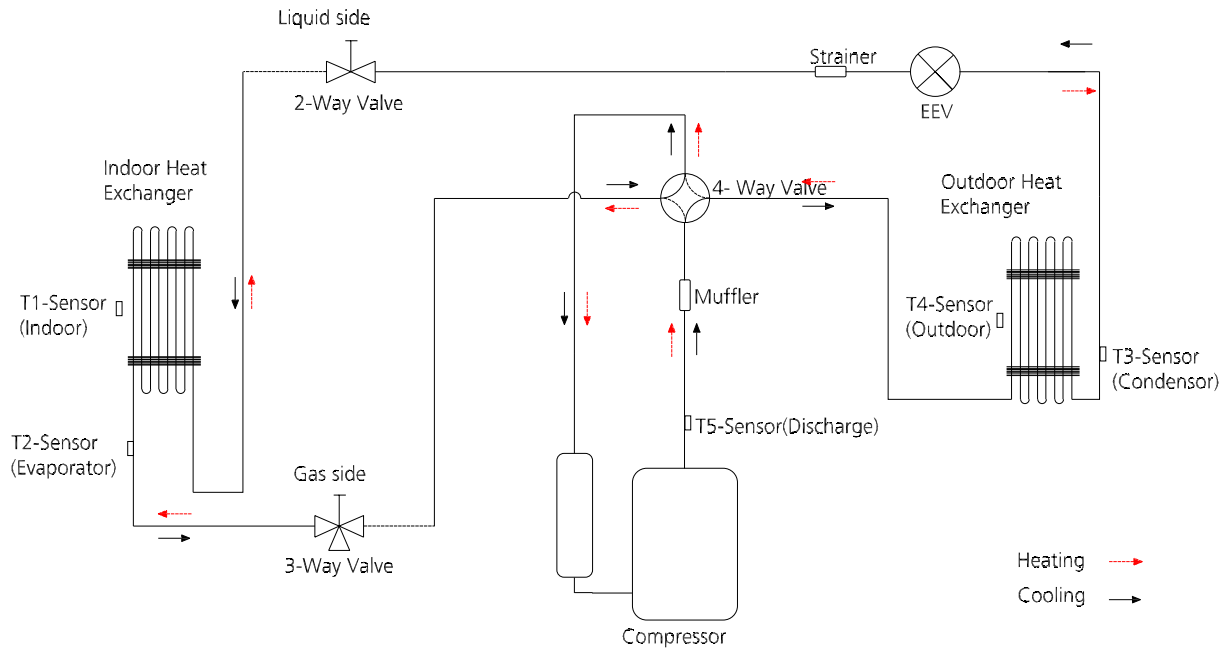 Liquid side
2-Way Valve
Strainer
EEV
Indoor Heat
Exchanger
4- Way Valve
Outdoor Heat
Exchanger
T1-Sensor
(Indoor)
Muffler
T4-Sensor
(Outdoor)
T3-Sensor
(Condensor)
T2-Sensor
(Evaporator)
T5-Sensor(Discharge)
Gas side
3-Way Valve
Compressor
Heating
Cooling